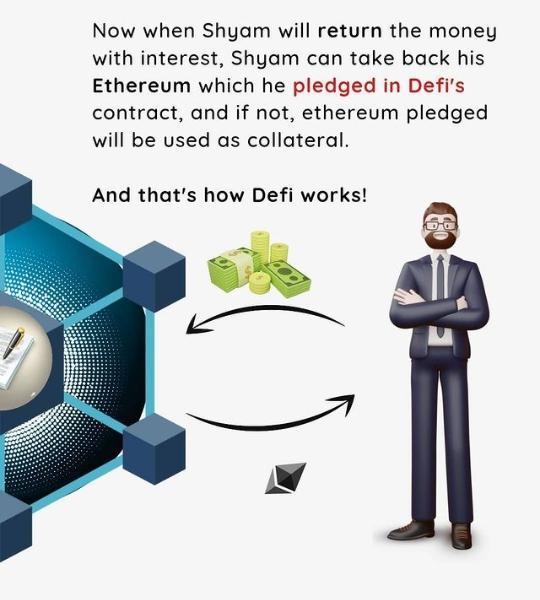 Now when Shyam will return the money
with interest, Shyam can take back his
Ethereum which he pledged in Defi's
contract, and if not, ethereum pledged
will be used as collateral.
And that's how Defi works!